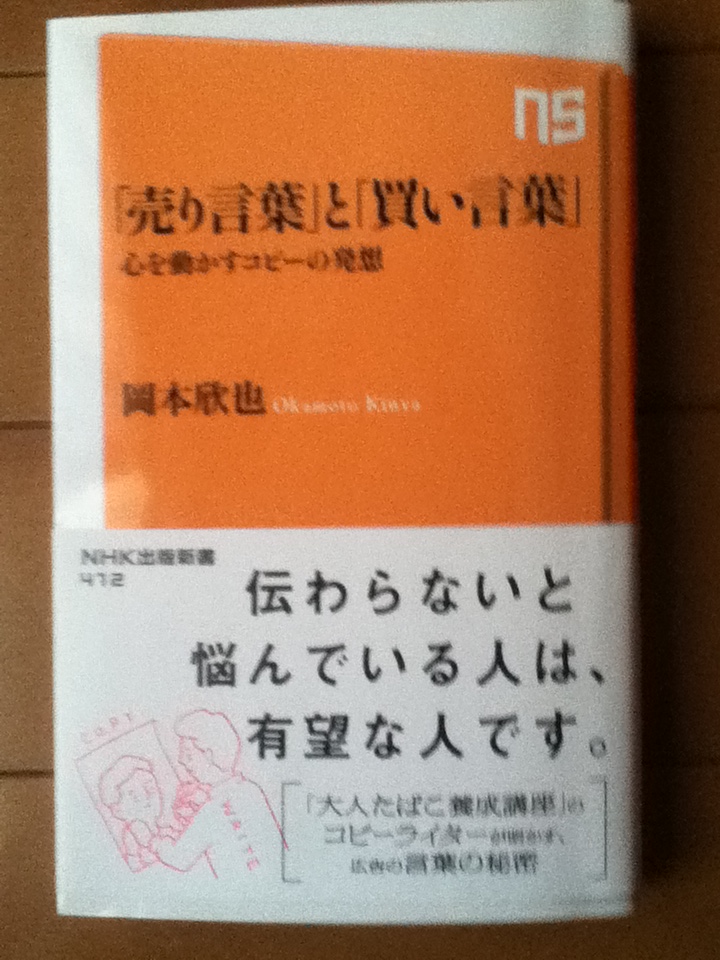 NS
「売り言葉」と「買い言葉」
心を動かすコピーの発想
岡本欣也 Okamoto Kinya
NHK出版新書
412
伝わらないと
悩んでいる人は、
有望な人です。
COPY
WRITE
「大人たばこ養成講座」の
コピーライターが明かす、
広告の言葉の秘密